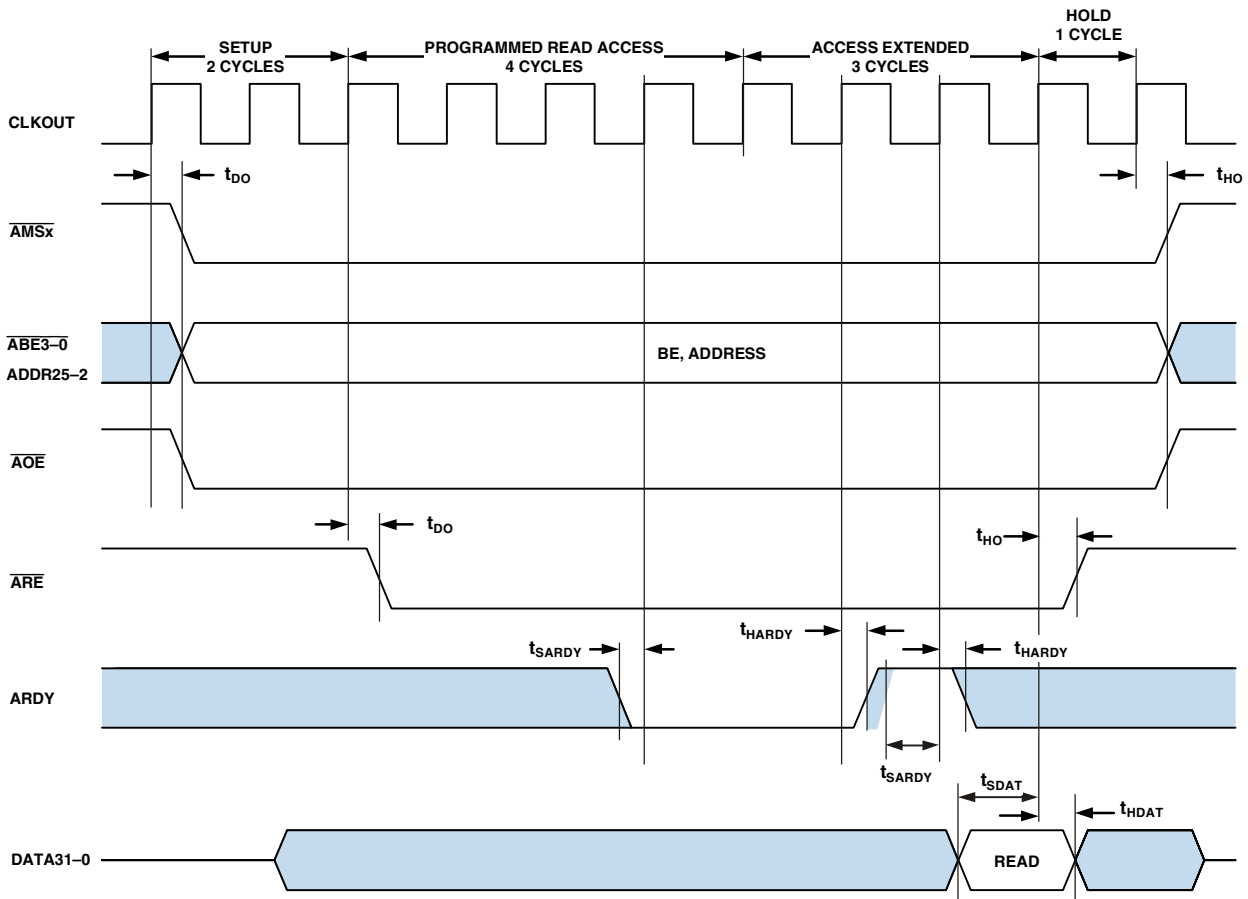 SETUP
2 CYCLES
PROGRAMMED READ ACCESS
4 CYCLES
ACCESS EXTENDED
3 CYCLES
HOLD
1 CYCLE
CLKOUT
tDO
tHO
AMSx
ABE3–0
ADDR25–2
BE, ADDRESS
AOE
tDO
tHO
ARE
tSARDY
tHARDY
tHARDY
ARDY
tSARDY
tSDAT
tHDAT
DATA31–0
READ